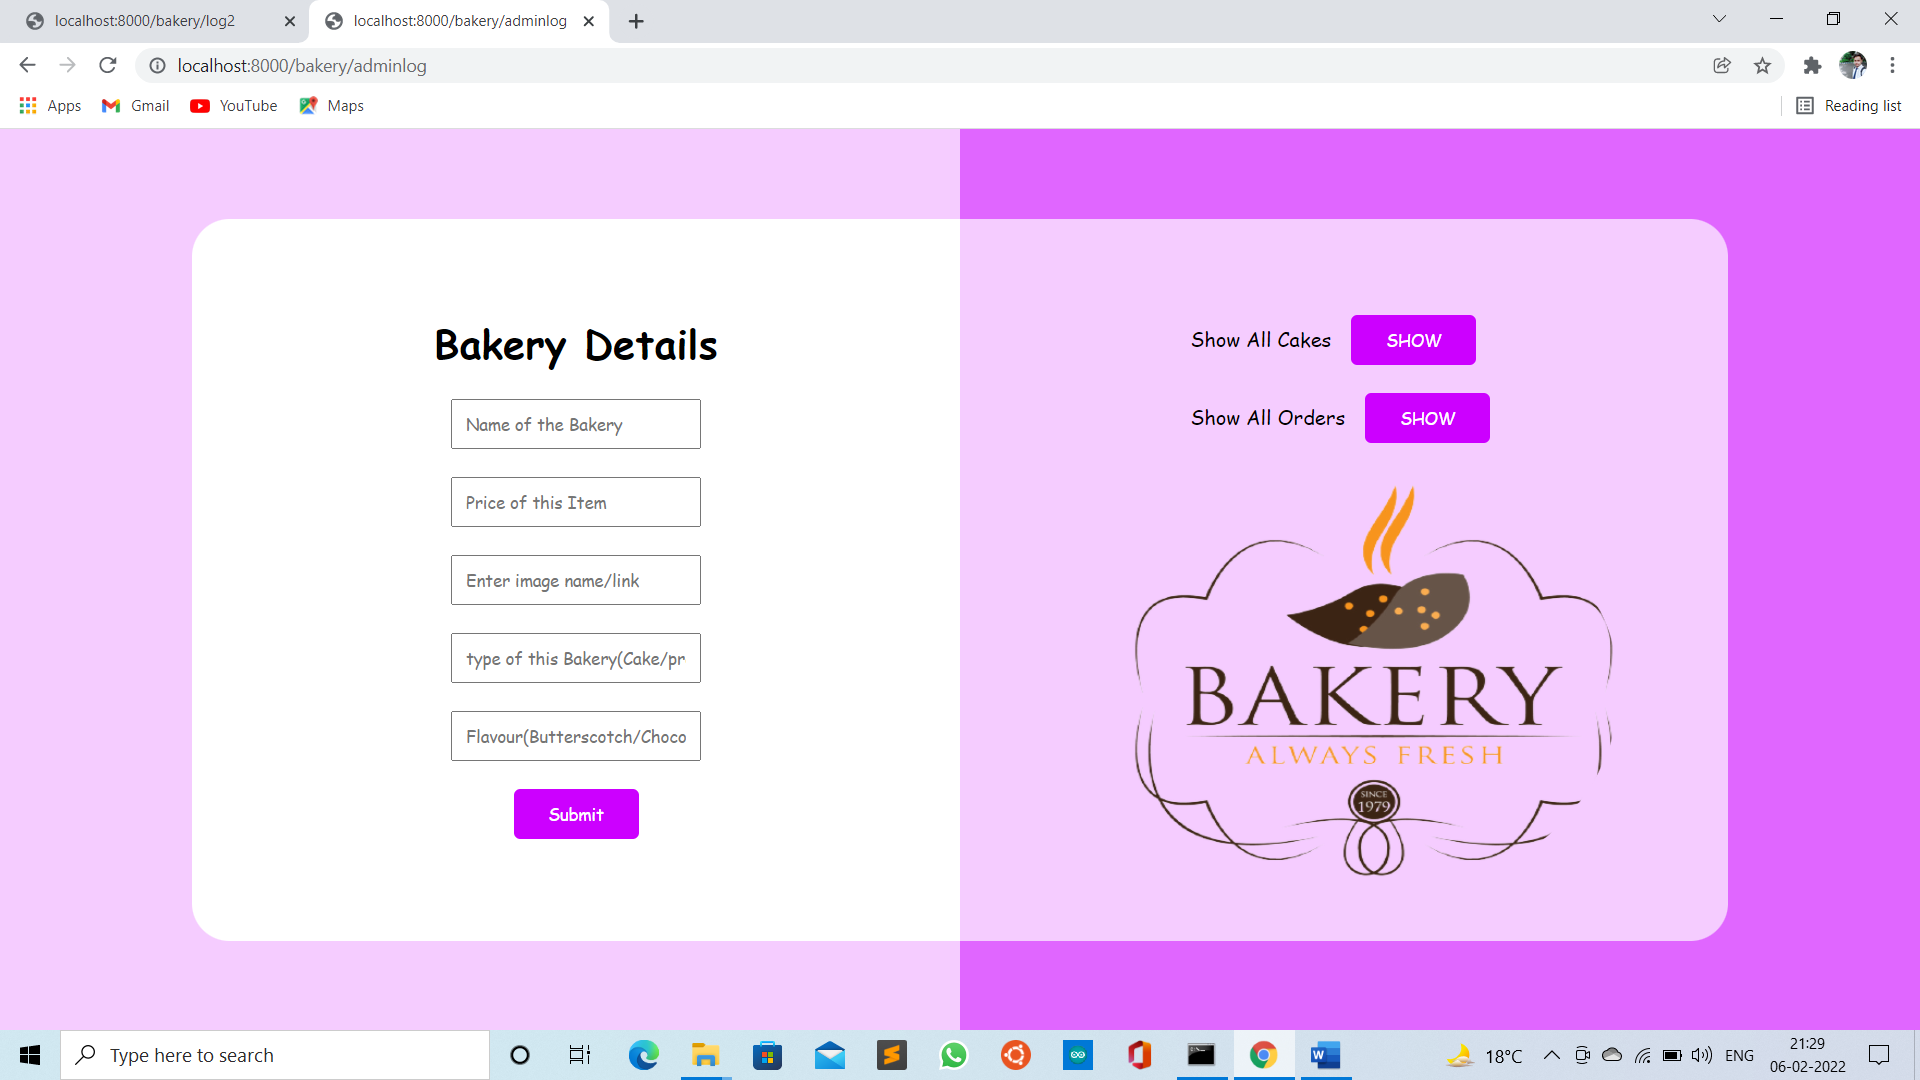 localhost:8000/bakery/log2
localhost:8000/bakery/adminlog
localhost:8000/bakery/adminlog
Apps
Gmail
YouTube
Maps
Reading list
Bakery Details
Name of the Bakery
Price of this Item
Enter image name/link
type of this Bakery(Cake/pr
Flavour(Butterscotch/Choco
Submit
Show All Cakes SHOW
Show All Orders SHOW
BAKERY
ALWAYS FRESH
SINCE
1979
Type here to search
18°C
ENG
21:29
06-02-2022